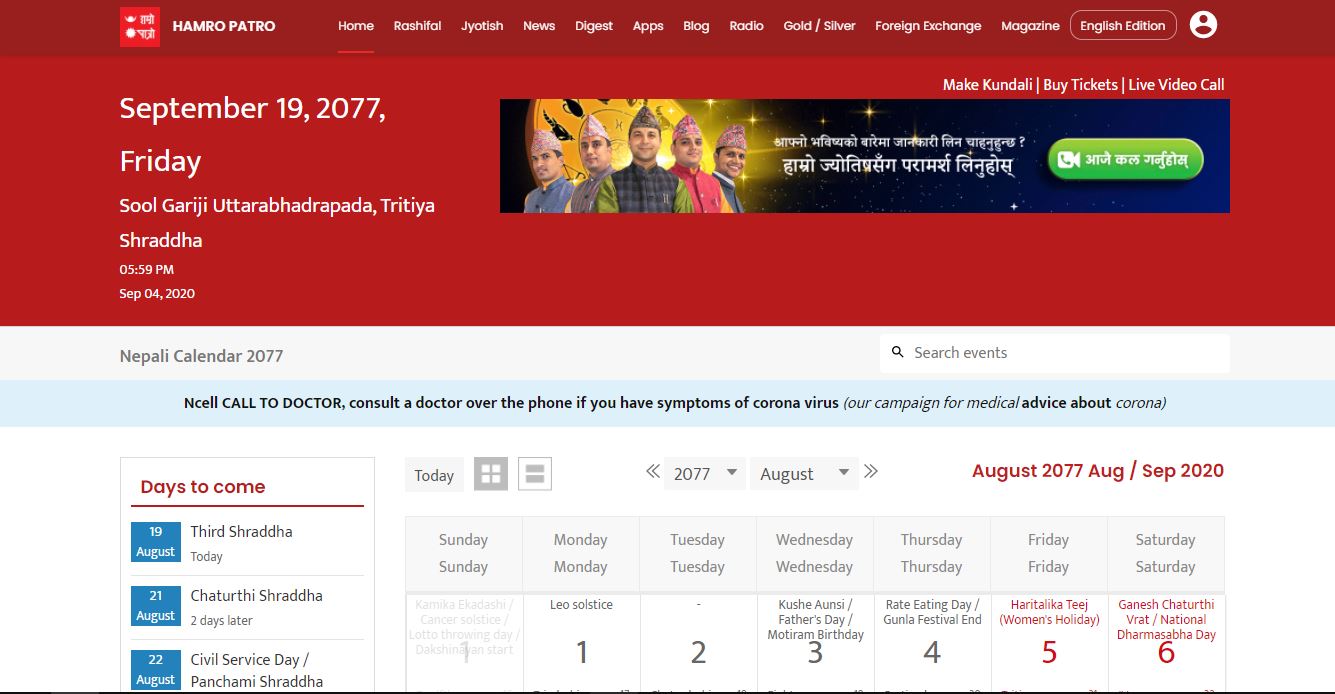 हाम्रो
पात्रो
HAMRO PATRO
Home Rashifal Jyotish News Digest Apps Blog Radio Gold / Silver Foreign Exchange Magazine English Edition
Make Kundali | Buy Tickets | Live Video Call
September 19, 2077,
Friday
Sool Gariji Uttarabhadrapada, Tritiya
Shraddha
05:59 PM
Sep 04, 2020
आफ्नो भविष्यको बारेमा जानकारी लिन चाहनुहुन्छ ?
हाम्रो ज्योतिषसँग परामर्श लिनुहोस्
आजै कल गर्नुहोस्
Nepali Calendar 2077
Search events
Ncell CALL TO DOCTOR, consult a doctor over the phone if you have symptoms of corona virus (our campaign for medical advice about corona)
Days to come
19
August
Third Shraddha
Today
21
August
Chaturthi Shraddha
2 days later
22
August
Civil Service Day /
Panchami Shraddha
Today
2077 August
August 2077 Aug / Sep 2020
Sunday Monday Tuesday Wednesday Thursday Friday Saturday
Sunday Monday Tuesday Wednesday Thursday Friday Saturday
Kamika Ekadashi /
Cancer solstice /
Lotto throwing day /
Dakshinayan start
1
Leo solstice
1
-
2
Kushe Aunsi /
Father's Day /
Motiram Birthday
3
Rate Eating Day /
Gunla Festival End
4
Haritalika Teej
(Women's Holiday)
5
Ganesh Chaturthi
Vrat / National
Dharmasabha Day
6